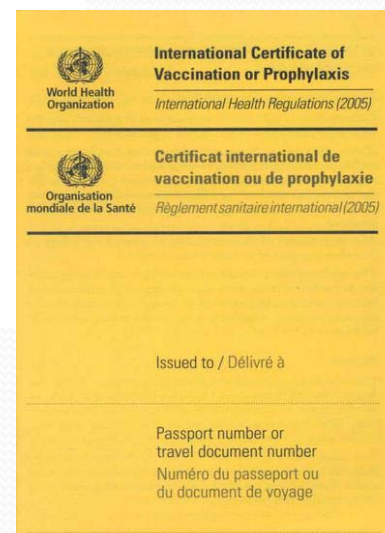 World Health
Organization
International Certificate of
Vaccination or Prophylaxis
International Health Regulations (2005)
Organisation
mondiale de la Santé
Certificat international de
vaccination ou de prophylaxie
Règlement sanitaire international (2005)
Issued to / Délivré à
Passport number or
travel document number
Numéro du passeport ou
du document de voyage